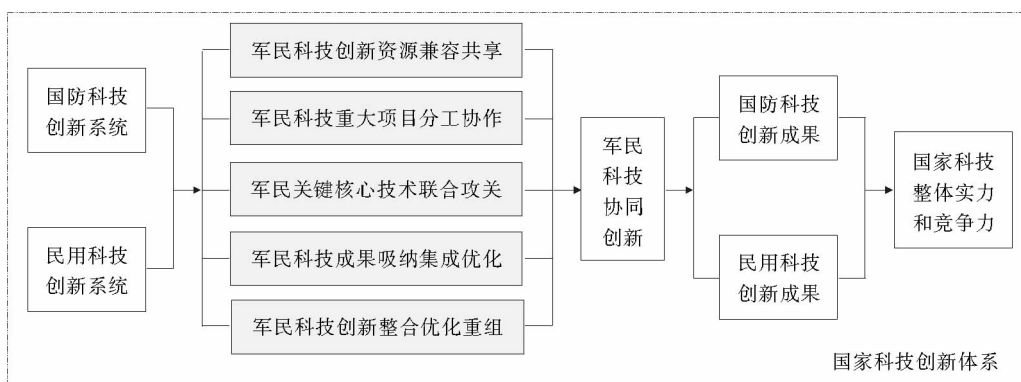 国防科技
创新系统
民用科技
创新系统
军民科技创新资源兼容共享
军民科技重大项目分工协作
军民关键核心技术联合攻关
军民科技成果吸纳集成优化
军民科技创新整合优化重组
军民
科技
协同
创新
国防科技
创新成果
民用科技
创新成果
国家科技
整体实力
和竞争力
国家科技创新体系